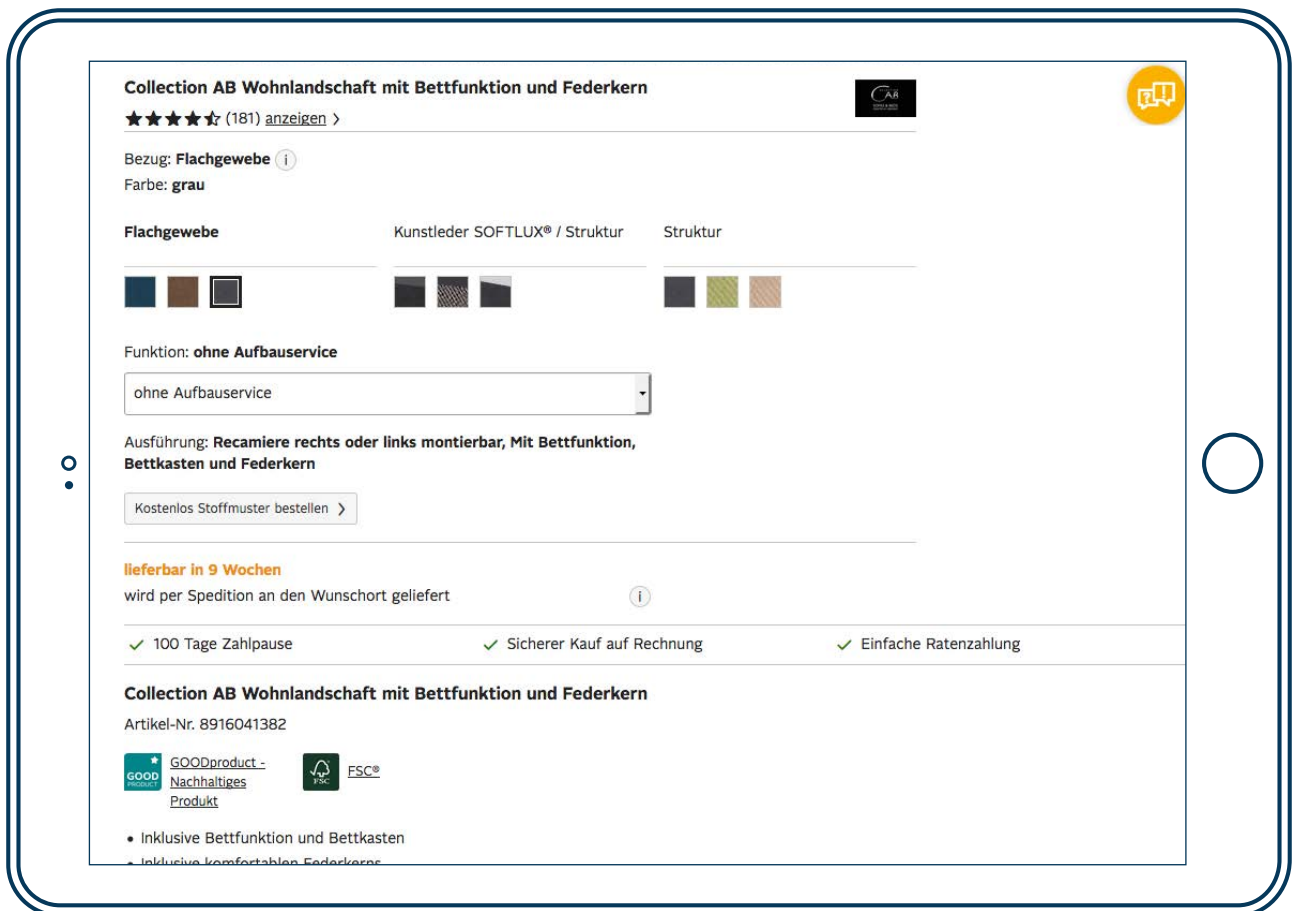 Collection AB Wohnlandschaft mit Bettfunktion und Federkern
CAB
(181) anzeigen >
Bezug: Flachgewebe i
Farbe: grau
Flachgewebe Kunstleder SOFTLUX® / Struktur Struktur
Funktion: ohne Aufbauservice
ohne Aufbauservice
Ausführung: Recamiere rechts oder links montierbar, Mit Bettfunktion,
Bettkasten und Federkern
Kostenlos Stoffmuster bestellen >
lieferbar in 9 Wochen
wird per Spedition an den Wunschort geliefert i
100 Tage Zahlpause Sicherer Kauf auf Rechnung Einfache Ratenzahlung
Collection AB Wohnlandschaft mit Bettfunktion und Federkern
Artikel-Nr. 8916041382
GOOD PRODUCT
GOODproduct -
Nachhaltiges
Produkt
FSC
FSC®
• Inklusive Bettfunktion und Bettkasten
• Inklusive komfortablen Federkerns